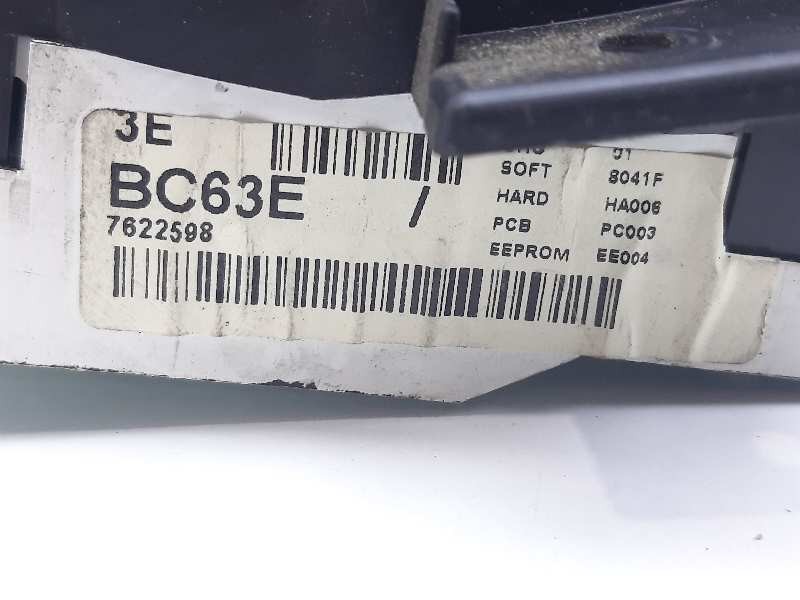 3E
BC63E /
7622598
01
SOFT 8041F
HARD HA006
PCB PC003
EEPROM EE004